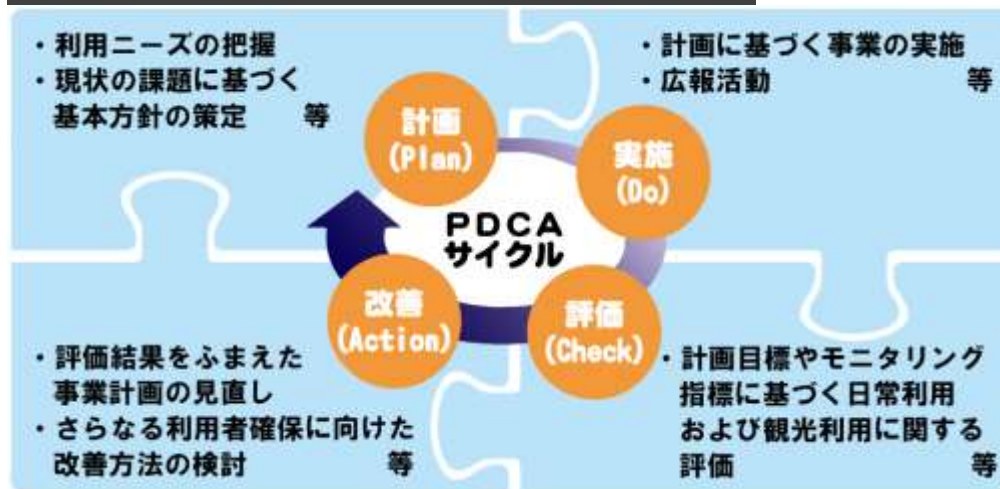 ・利用ニーズの把握
・現状の課題に基づく
基本方針の策定　　等
計画
(Plan)
・計画に基づく事業の実施
・広報活動　　　　　　　等
実施
(Do)
PDCA
サイクル
改善
(Action)
評価
(Check)
・評価結果をふまえた
事業計画の見直し
・さらなる利用者確保に向けた
改善方法の検討　　　　等
・計画目標やモニタリング
指標に基づく日常利用
および観光利用に関する
評価　　　　　　　　等